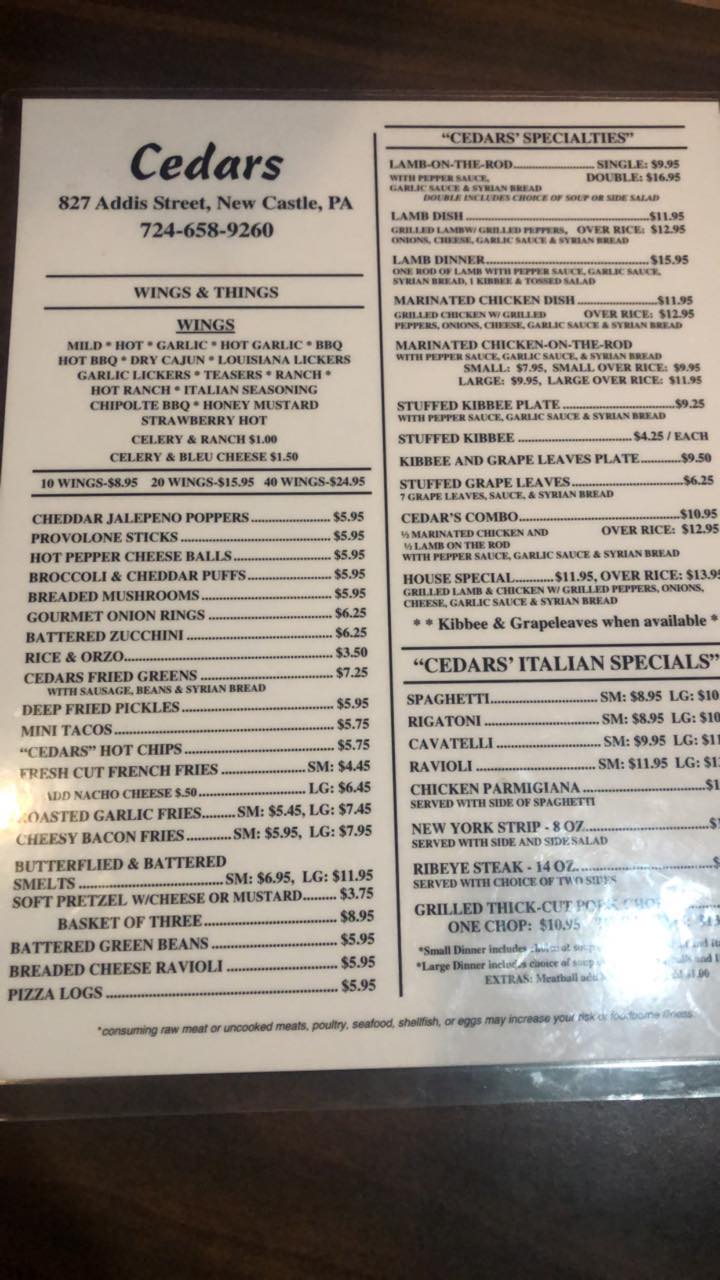 Cedars
827 Addis Street, New Castle, PA
724-658-9260
WINGS & THINGS
WINGS
MILD * HOT * GARLIC * HOT GARLIC * BBQ
HOT BBQ * DRY CAJUN * LOUISIANA LICKERS
GARLIC LICKERS * TEASERS * RANCH *
HOT RANCH * ITALIAN SEASONING
CHIPOLTE BBQ * HONEY MUSTARD
STRAWBERRY HOT
CELERY & RANCH $1.00
CELERY & BLEU CHEESE $1.50
10 WINGS-$8.95 20 WINGS-$15.95 40 WINGS-$24.95
CHEDDAR JALEPENO POPPERS $5.95
PROVOLONE STICKS $5.95
HOT PEPPER CHEESE BALLS $5.95
BROCCOLI & CHEDDAR PUFFS $5.95
BREADED MUSHROOMS $5.95
GOURMET ONION RINGS $6.25
BATTERED ZUCCHINI $6.25
RICE & ORZO $3.50
CEDARS FRIED GREENS $7.25
WITH SAUSAGE, BEANS & SYRIAN BREAD
DEEP FRIED PICKLES $5.95
MINI TACOS $5.75
"CEDARS" HOT CHIPS $5.75
FRESH CUT FRENCH FRIES SM: $4.45
ADD NACHO CHEESE $.50 LG: $6.45
ROASTED GARLIC FRIES SM: $5.45, LG: $7.45
CHEESY BACON FRIES SM: $5.95, LG: $7.95
BUTTERFLIED & BATTERED
SMELTS SM: $6.95, LG: $11.95
SOFT PRETZEL W/CHEESE OR MUSTARD $3.75
BASKET OF THREE $8.95
BATTERED GREEN BEANS $5.95
BREADED CHEESE RAVIOLI $5.95
PIZZA LOGS $5.95
"CEDARS' SPECIALTIES"
LAMB-ON-THE-ROD SINGLE: $9.95
WITH PEPPER SAUCE, DOUBLE: $16.95
GARLIC SAUCE & SYRIAN BREAD
DOUBLE INCLUDES CHOICE OF SOUP OR SIDE SALAD
LAMB DISH $11.95
GRILLED LAMBW/ GRILLED PEPPERS, OVER RICE: $12.95
ONIONS, CHEESE, GARLIC SAUCE & SYRIAN BREAD
LAMB DINNER $15.95
ONE ROD OF LAMB WITH PEPPER SAUCE, GARLIC SAUCE,
SYRIAN BREAD, 1 KIBBEE & TOSSED SALAD
MARINATED CHICKEN DISH $11.95
GRILLED CHICKEN W/ GRILLED OVER RICE: $12.95
PEPPERS, ONIONS, CHEESE, GARLIC SAUCE & SYRIAN BREAD
MARINATED CHICKEN-ON-THE-ROD
WITH PEPPER SAUCE, GARLIC SAUCE, & SYRIAN BREAD
SMALL: $7.95, SMALL OVER RICE: $9.95
LARGE: $9.95, LARGE OVER RICE: $11.95
STUFFED KIBBEE PLATE $9.25
WITH PEPPER SAUCE, GARLIC SAUCE & SYRIAN BREAD
STUFFED KIBBEE $4.25 / EACH
KIBBEE AND GRAPE LEAVES PLATE $9.50
STUFFED GRAPE LEAVES $6.25
7 GRAPE LEAVES, SAUCE, & SYRIAN BREAD
CEDAR'S COMBO $10.95
½ MARINATED CHICKEN AND OVER RICE: $12.95
½ LAMB ON THE ROD
WITH PEPPER SAUCE, GARLIC SAUCE & SYRIAN BREAD
HOUSE SPECIAL $11.95, OVER RICE: $13.95
GRILLED LAMB & CHICKEN W/ GRILLED PEPPERS, ONIONS,
CHEESE, GARLIC SAUCE & SYRIAN BREAD
* * Kibbee & Grapeleaves when available *
"CEDARS' ITALIAN SPECIALS"
SPAGHETTI SM: $8.95 LG: $10
RIGATONI SM: $8.95 LG: $10
CAVATELLI SM: $9.95 LG: $11
RAVIOLI SM: $11.95 LG:
CHICKEN PARMIGIANA
SERVED WITH SIDE OF SPAGHETTI
NEW YORK STRIP - 8 OZ.
SERVED WITH SIDE AND SIDE SALAD
RIBEYE STEAK - 14 OZ.
SERVED WITH CHOICE OF TWO SIDES
GRILLED THICK-CUT
ONE CHOP: $10.95
*Small Dinner includes choice of soup
*Large Dinner includes choice of soup
EXTRAS: Meatball
*consuming raw meat or uncooked meats, poultry, seafood, shellfish, or eggs may increase your risk of foodborne illness